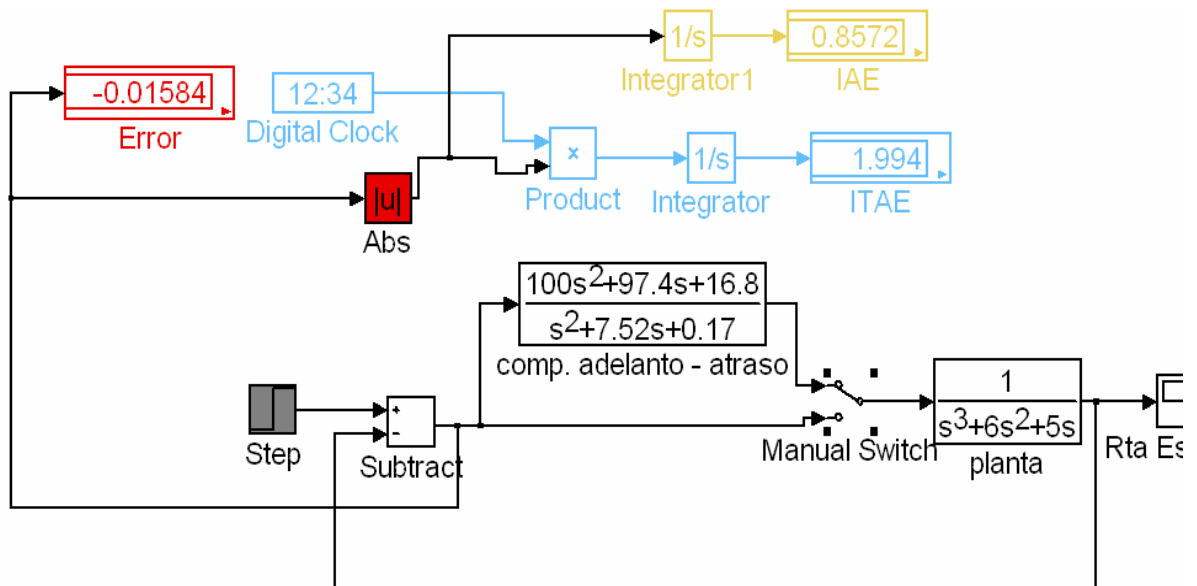 1/s
0.8572
Integrator1
IAE
-0.01584
12:34
Error
Digital Clock
×
1/s
1.994
Product
Integrator
ITAE
|u|
Abs
100s²+97.4s+16.8
s²+7.52s+0.17
comp. adelanto - atraso
1
s³+6s²+5s
+
-
Step
Subtract
Manual Switch
planta
Rta Es